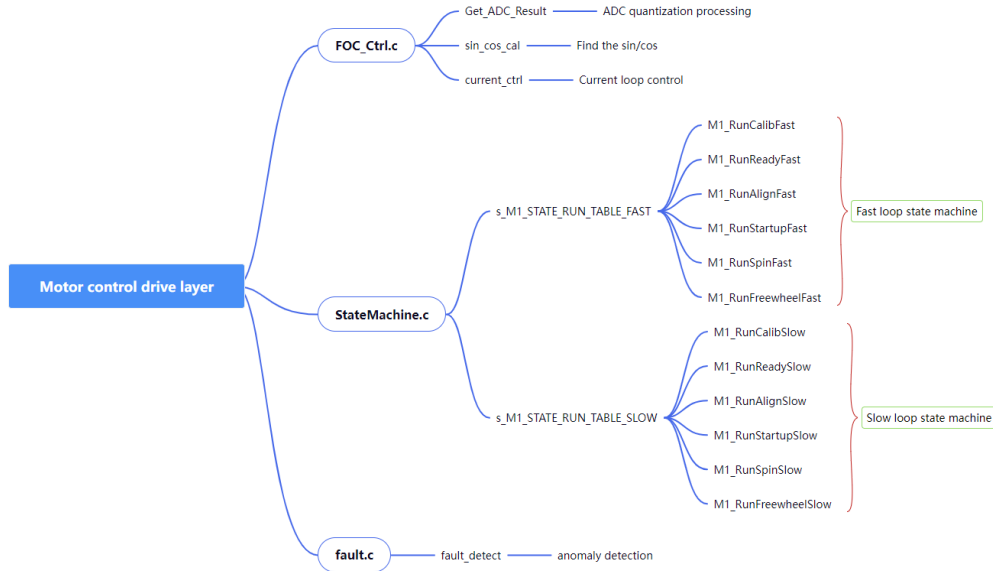 Motor control drive layer
FOC_Ctrl.c
Get_ADC_Result
ADC quantization processing
sin_cos_cal
Find the sin/cos
current_ctrl
Current loop control
StateMachine.c
s_M1_STATE_RUN_TABLE_FAST
M1_RunCalibFast
M1_RunReadyFast
M1_RunAlignFast
M1_RunStartupFast
M1_RunSpinFast
M1_RunFreewheelFast
Fast loop state machine
s_M1_STATE_RUN_TABLE_SLOW
M1_RunCalibSlow
M1_RunReadySlow
M1_RunAlignSlow
M1_RunStartupSlow
M1_RunSpinSlow
M1_RunFreewheelSlow
Slow loop state machine
fault.c
fault_detect
anomaly detection